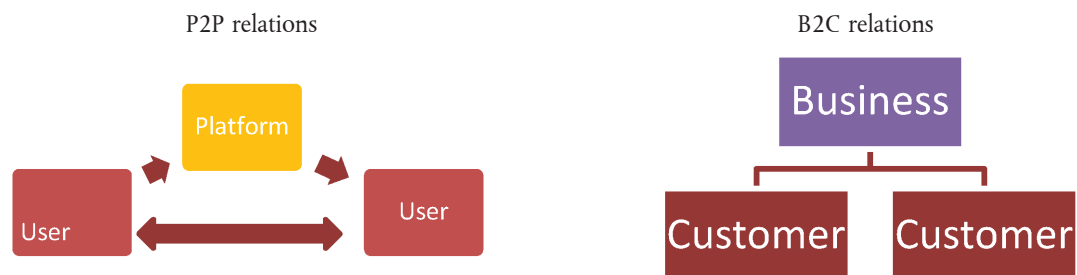 P2P relations
Platform
User
User
B2C relations
Business
Customer
Customer